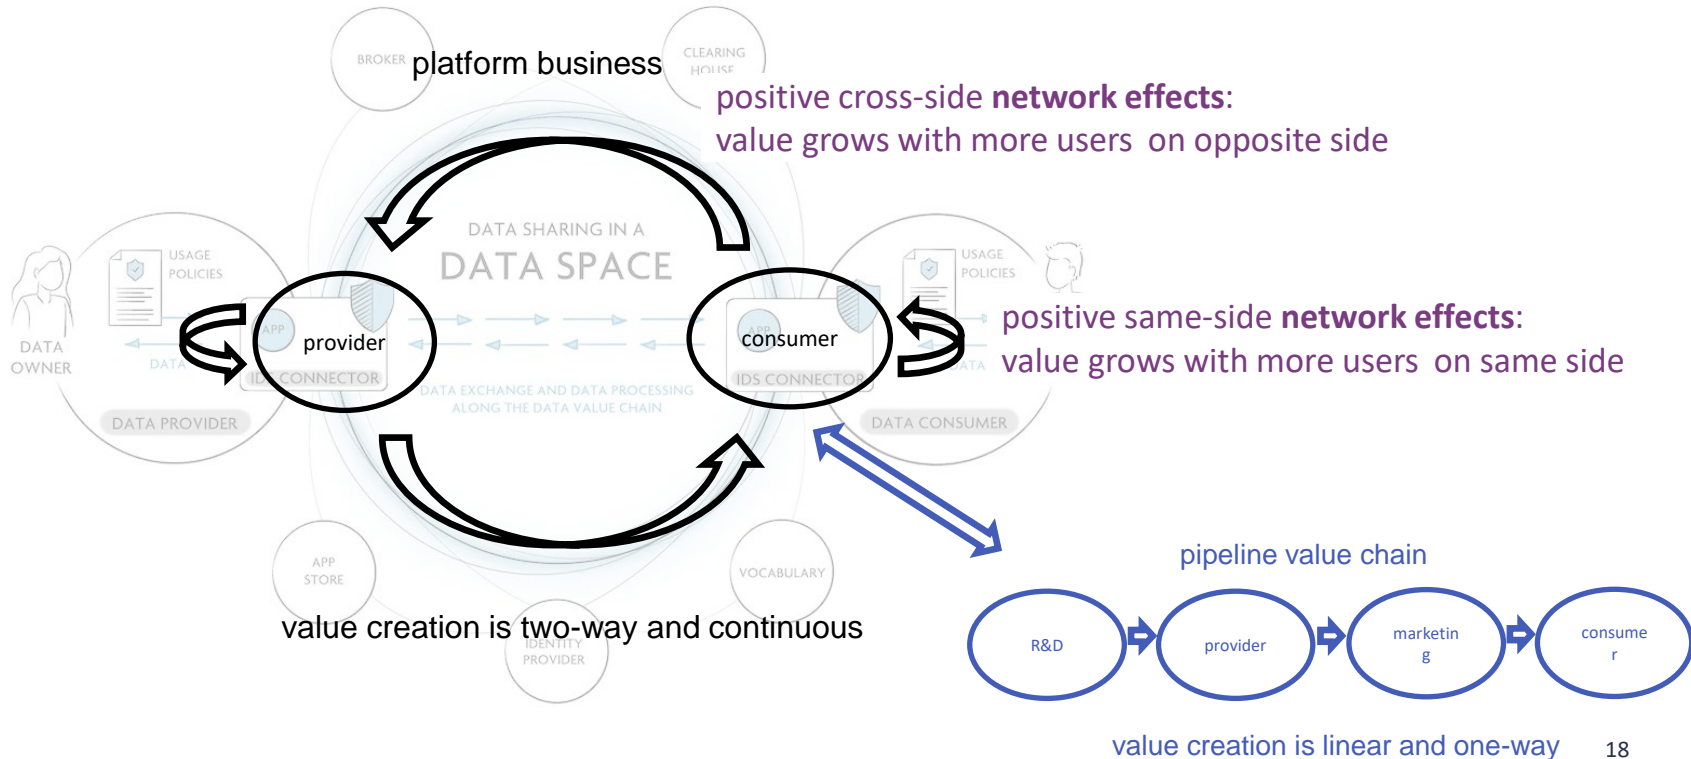 BROKER
platform business
CLEARING
HOUSE
positive cross-side network effects:
value grows with more users on opposite side
DATA SHARING IN A
DATA SPACE
USAGE
POLICIES
USAGE
POLICIES
APP
provider
APP
consumer
positive same-side network effects:
value grows with more users on same side
DATA
OWNER
DATA
DATA
IDS CONNECTOR
IDS CONNECTOR
DATA EXCHANGE AND DATA PROCESSING
ALONG THE DATA VALUE CHAIN
DATA PROVIDER
DATA CONSUMER
APP
STORE
VOCABULARY
pipeline value chain
value creation is two-way and continuous
IDENTITY
PROVIDER
R&D
provider
marketin
g
consume
r
value creation is linear and one-way
18